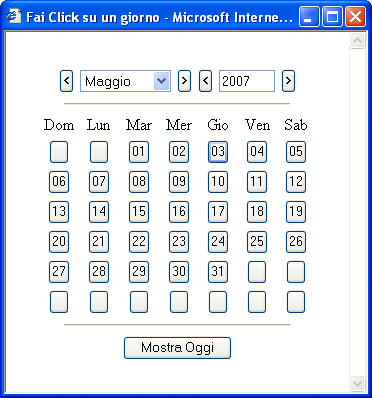 Fai Click su un giorno - Microsoft Interne...
< Maggio > < 2007 >
Dom Lun Mar Mer Gio Ven Sab
01 02 03 04 05
06 07 08 09 10 11 12
13 14 15 16 17 18 19
20 21 22 23 24 25 26
27 28 29 30 31
Mostra Oggi